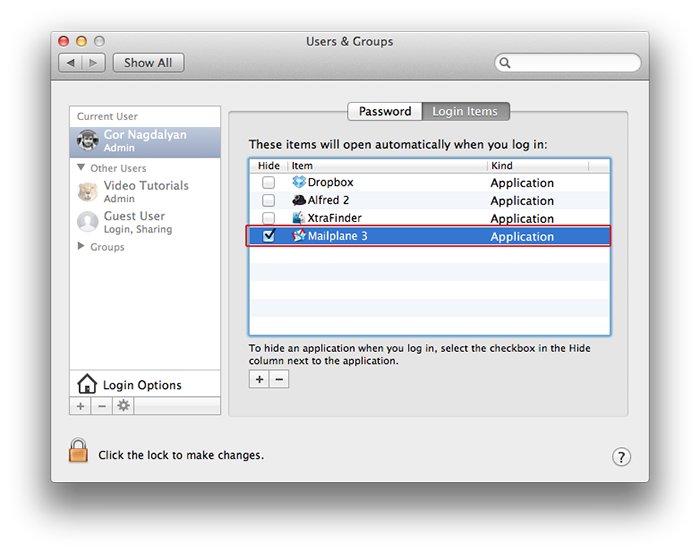 Users & Groups
Show All
Current User
Gor Nagdalyan
Admin
Other Users
Video Tutorials
Admin
Guest User
Login, Sharing
Groups
Login Options
Password
Login Items
These items will open automatically when you log in:
Hide Item Kind
Dropbox Application
Alfred 2 Application
XtraFinder Application
Mailplane 3 Application
To hide an application when you log in, select the checkbox in the Hide
column next to the application.
+ −
+ −
Click the lock to make changes.
?